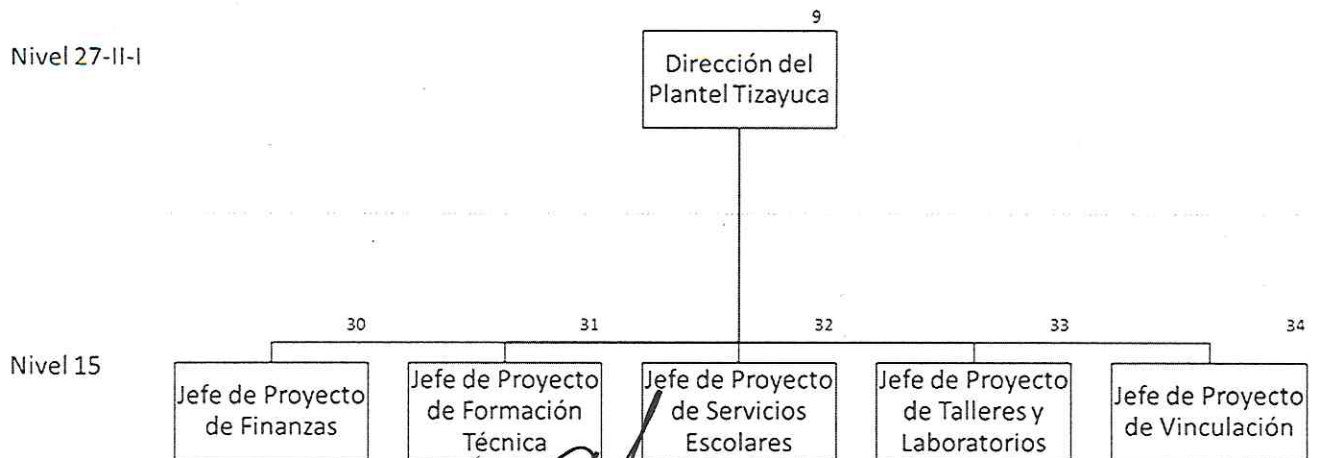 9
Nivel 27-II-I
Dirección del
Plantel Tizayuca
30
31
32
33
34
Nivel 15
Jefe de Proyecto
de Finanzas
Jefe de Proyecto
de Formación
Técnica
Jefe de Proyecto
de Servicios
Escolares
Jefe de Proyecto
de Talleres y
Laboratorios
Jefe de Proyecto
de Vinculación